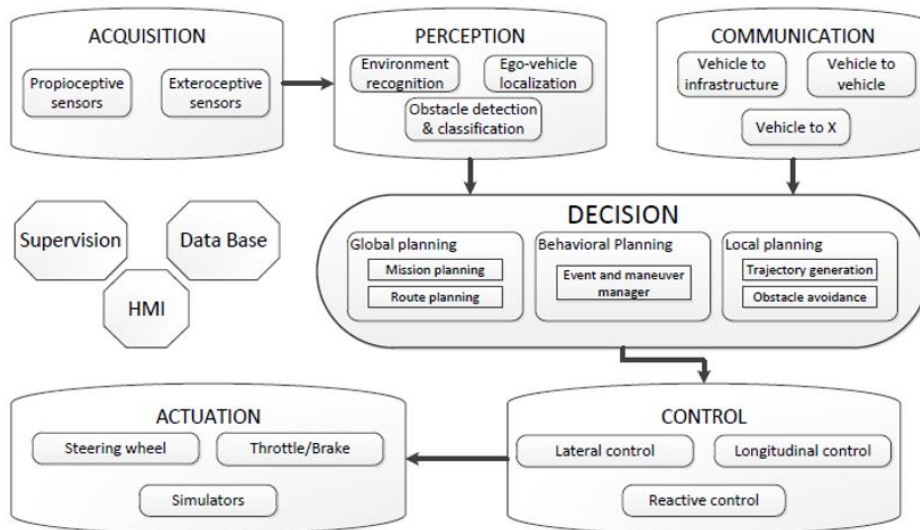 ACQUISITION
Propioceptive
sensors
Exteroceptive
sensors
PERCEPTION
Environment
recognition
Ego-vehicle
localization
Obstacle detection
& classification
COMMUNICATION
Vehicle to
infrastructure
Vehicle to
vehicle
Vehicle to X
Supervision
Data Base
HMI
DECISION
Global planning
Mission planning
Route planning
Behavioral Planning
Event and maneuver
manager
Local planning
Trajectory generation
Obstacle avoidance
ACTUATION
Steering wheel
Throttle/Brake
Simulators
CONTROL
Lateral control
Longitudinal control
Reactive control